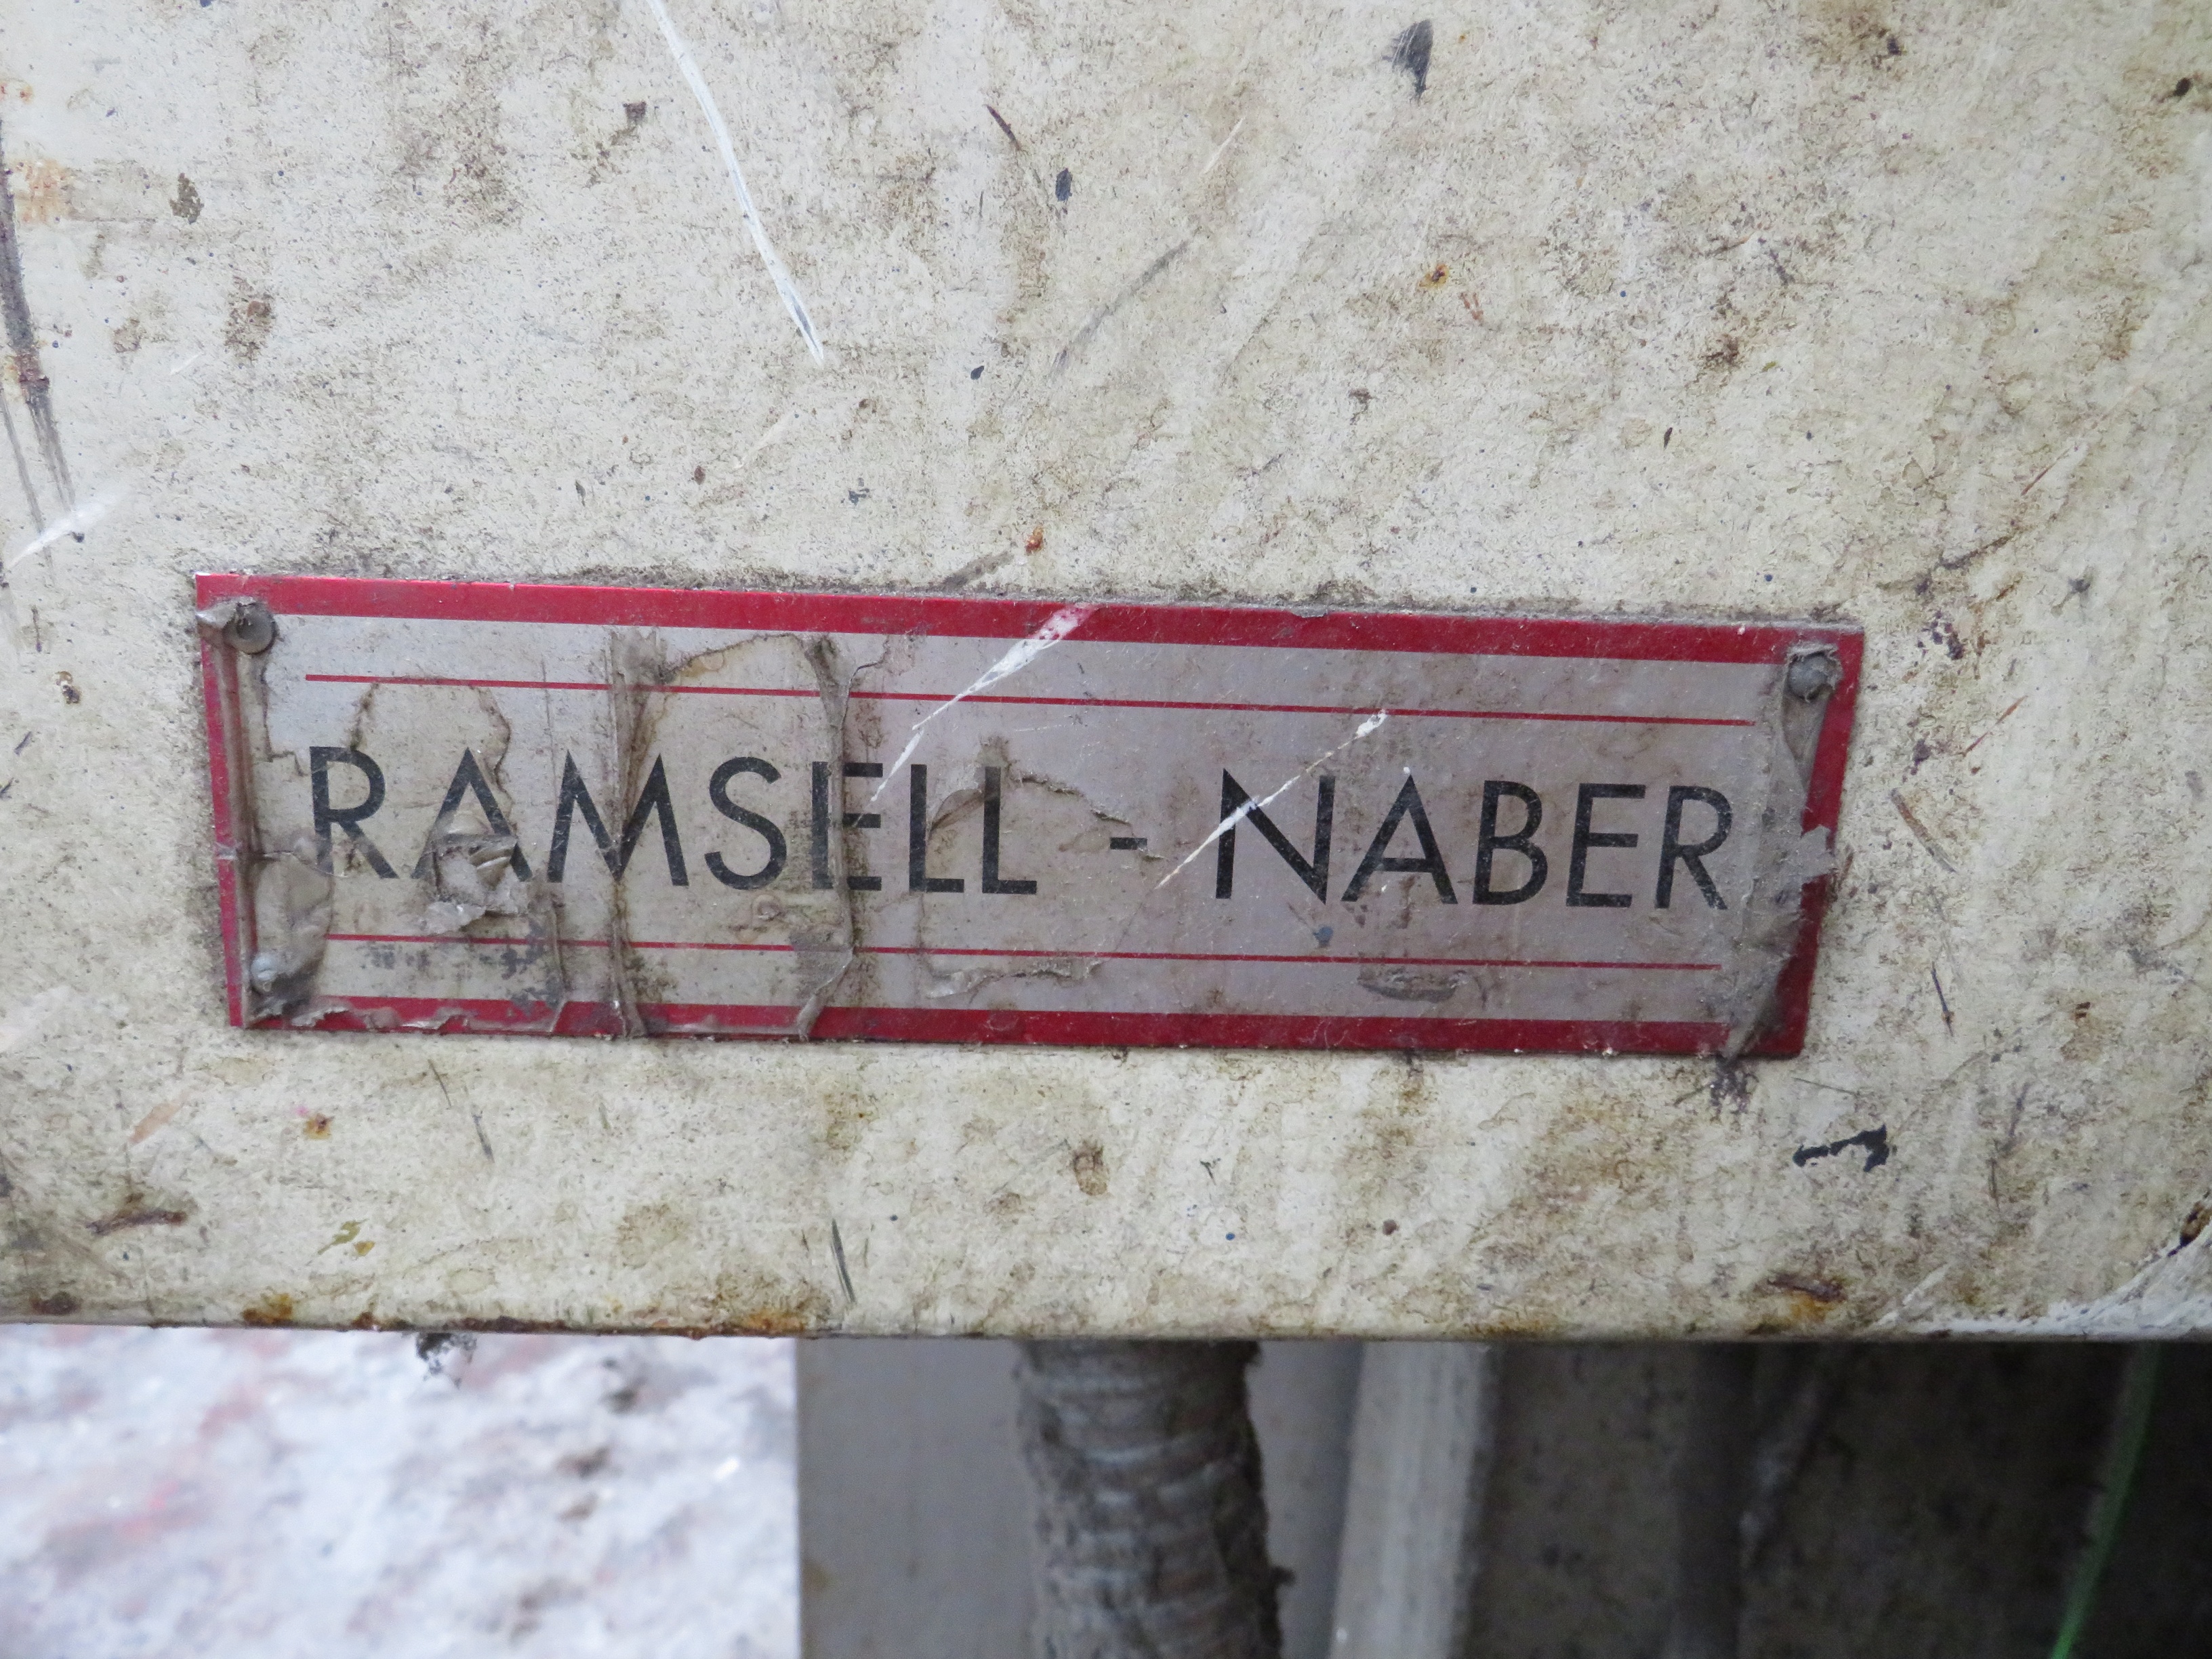 RAMSELL - NABER